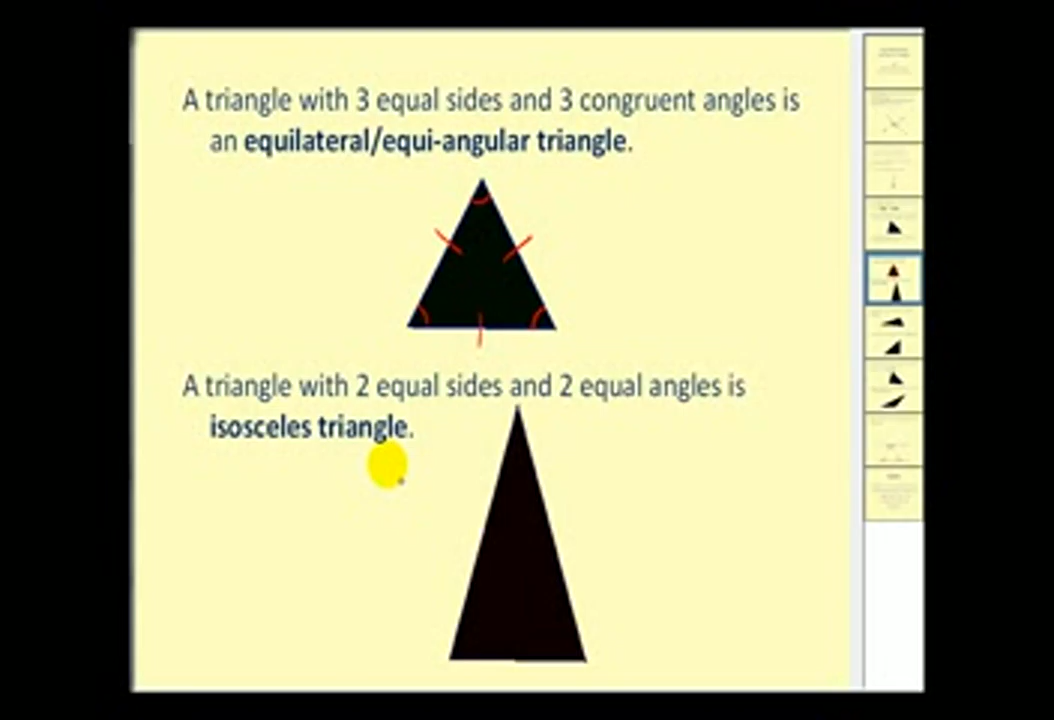 A triangle with 3 equal sides and 3 congruent angles is
an equilateral/equi-angular triangle.
A triangle with 2 equal sides and 2 equal angles is
isosceles triangle.